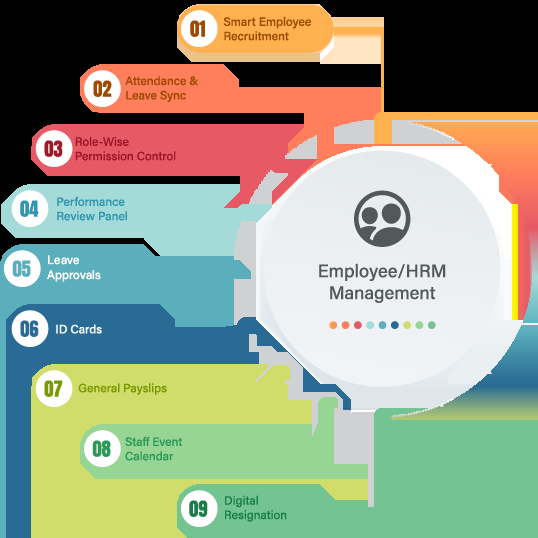 01
Smart Employee
Recruitment
02
Attendance &
Leave Sync
03
Role-Wise
Permission Control
04
Performance
Review Panel
05
Leave
Approvals
06
ID Cards
07
General Payslips
08
Staff Event
Calendar
09
Digital
Resignation
Employee/HRM
Management